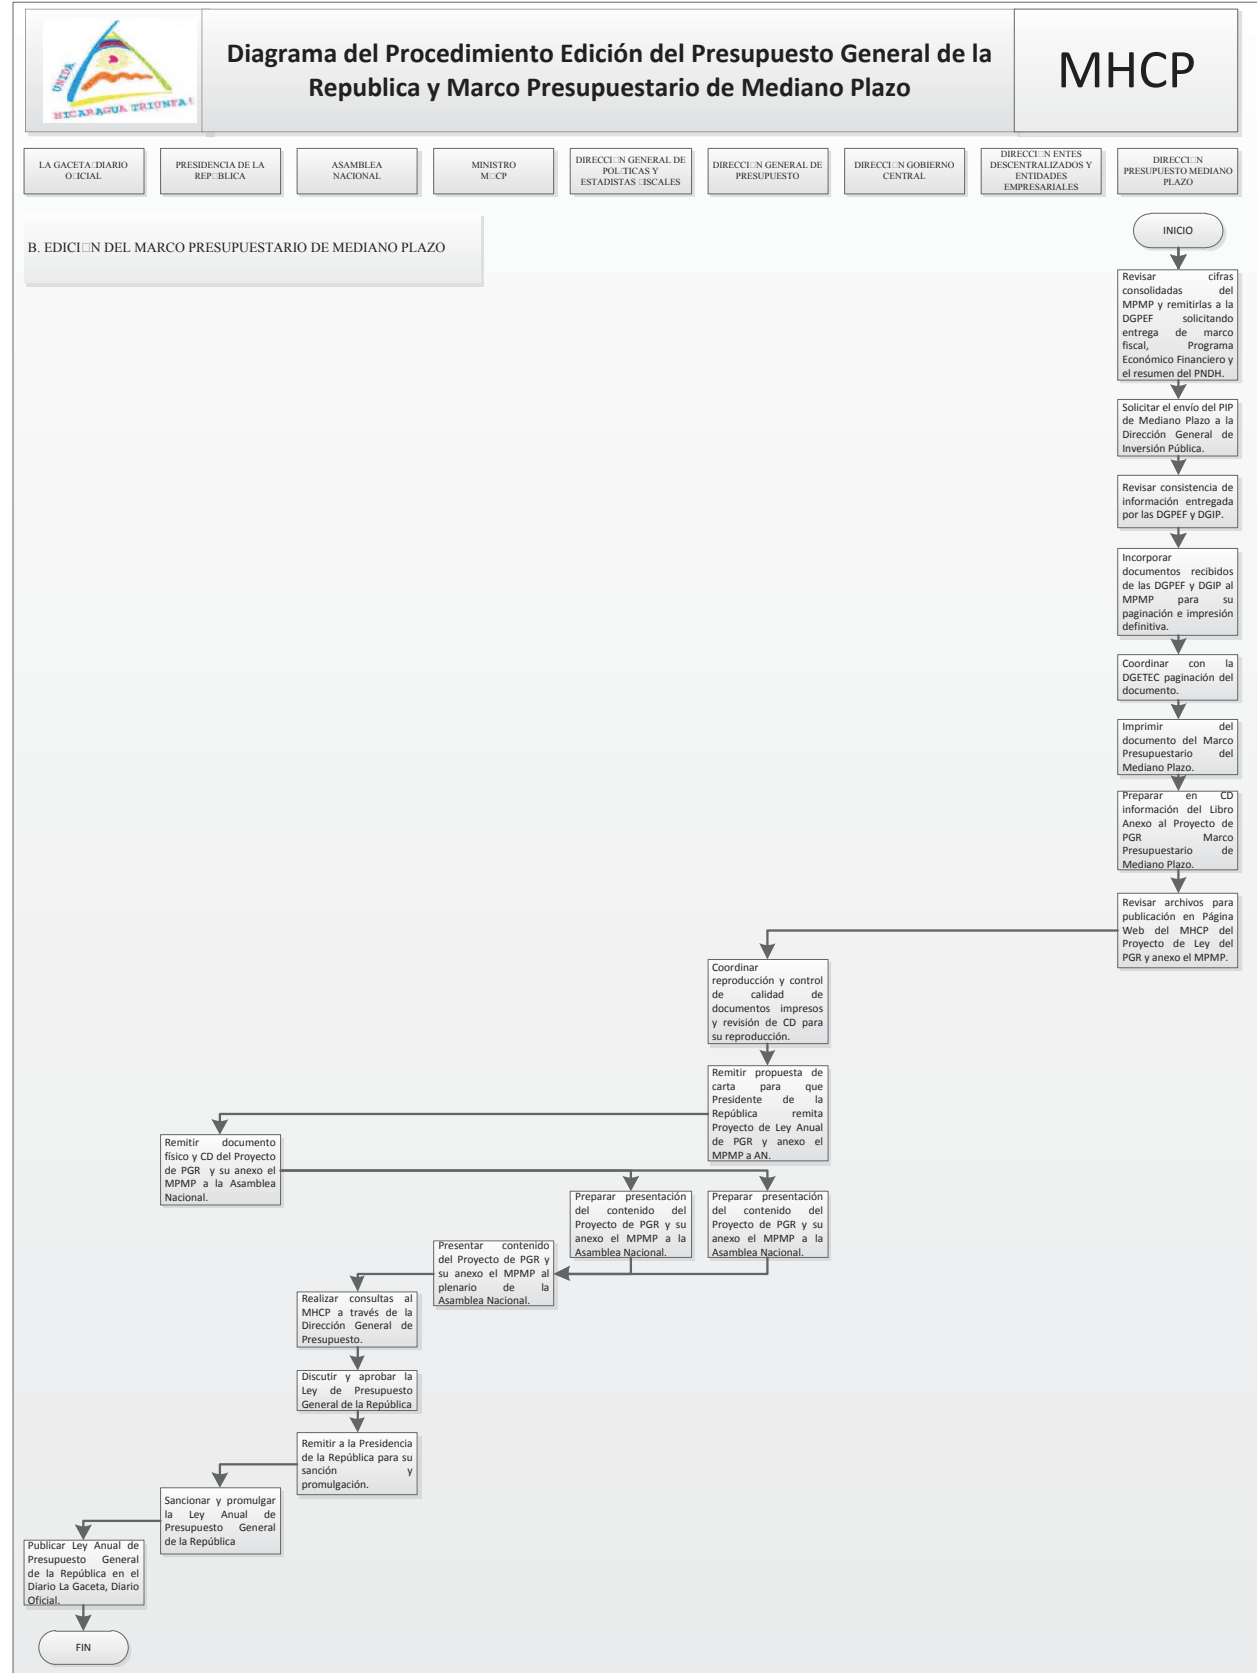 UNIDA,
NICARAGUA TRIUNFA!
Diagrama del Procedimiento Edición del Presupuesto General de la
Republica y Marco Presupuestario de Mediano Plazo
MHCP
LA GACETA□DIARIO
O□ICIAL
PRESIDENCIA DE LA
REP□BLICA
ASAMBLEA
NACIONAL
MINISTRO
M□CP
DIRECCI□N GENERAL DE
POL□TICAS Y
ESTADISTAS □ISCALES
DIRECCI□N GENERAL DE
PRESUPUESTO
DIRECCI□N GOBIERNO
CENTRAL
DIRECCI□N ENTES
DESCENTRALIZADOS Y
ENTIDADES
EMPRESARIALES
DIRECCI□N
PRESUPUESTO MEDIANO
PLAZO
B. EDICI□N DEL MARCO PRESUPUESTARIO DE MEDIANO PLAZO
INICIO
Revisar cifras
consolidadas del
MPMP y remitirlas a la
DGPEF solicitando
entrega de marco
fiscal, Programa
Económico Financiero y
el resumen del PNDH.
Solicitar el envío del PIP
de Mediano Plazo a la
Dirección General de
Inversión Pública.
Revisar consistencia de
información entregada
por las DGPEF y DGIP.
Incorporar
documentos recibidos
de las DGPEF y DGIP al
MPMP para su
paginación e impresión
definitiva.
Coordinar con la
DGETEC paginación del
documento.
Imprimir del
documento del Marco
Presupuestario del
Mediano Plazo.
Preparar en CD
información del Libro
Anexo al Proyecto de
PGR Marco
Presupuestario de
Mediano Plazo.
Revisar archivos para
publicación en Página
Web del MHCP del
Proyecto de Ley del
PGR y anexo el MPMP.
Coordinar
reproducción y control
de calidad de
documentos impresos
y revisión de CD para
su reproducción.
Remitir propuesta de
carta para que
Presidente de la
República remita
Proyecto de Ley Anual
de PGR y anexo el
MPMP a AN.
Remitir documento
físico y CD del Proyecto
de PGR y su anexo el
MPMP a la Asamblea
Nacional.
Preparar presentación
del contenido del
Proyecto de PGR y su
anexo el MPMP a la
Asamblea Nacional.
Preparar presentación
del contenido del
Proyecto de PGR y su
anexo el MPMP a la
Asamblea Nacional.
Presentar contenido
del Proyecto de PGR y
su anexo el MPMP al
plenario de la
Asamblea Nacional.
Realizar consultas al
MHCP a través de la
Dirección General de
Presupuesto.
Discutir y aprobar la
Ley de Presupuesto
General de la República
Remitir a la Presidencia
de la República para su
sanción y
promulgación.
Sancionar y promulgar
la Ley Anual de
Presupuesto General
de la República
Publicar Ley Anual de
Presupuesto General
de la República en el
Diario La Gaceta, Diario
Oficial.
FIN